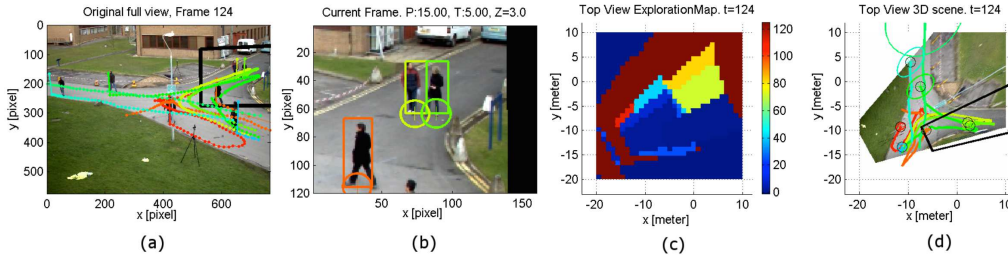 Original full view, Frame 124
0
100
200
300
400
500
y [pixel]
0 200 400 600
x [pixel]
(a)
Current Frame. P:15.00, T:5.00, Z=3.0
0
20
40
60
80
100
120
y [pixel]
0 50 100 150
x [pixel]
(b)
Top View ExplorationMap. t=124
10
5
0
-5
-10
-15
-20
y [meter]
-20 -10 0 10
x [meter]
120
100
80
60
40
20
0
(c)
Top View 3D scene. t=124
10
5
0
-5
-10
-15
-20
y [meter]
-20 -10 0 10
x [meter]
(d)